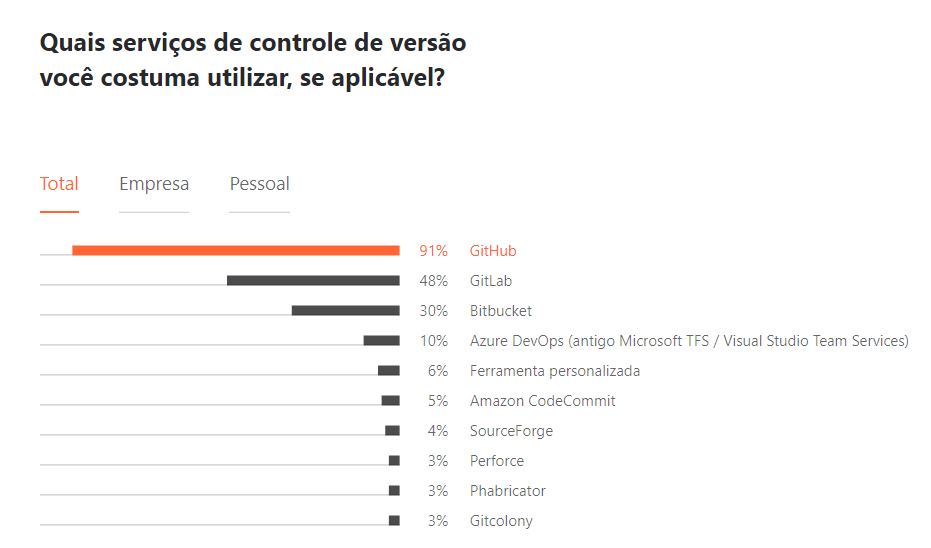 Quais serviços de controle de versão
você costuma utilizar, se aplicável?
Total Empresa Pessoal
91% GitHub
48% GitLab
30% Bitbucket
10% Azure DevOps (antigo Microsoft TFS / Visual Studio Team Services)
6% Ferramenta personalizada
5% Amazon CodeCommit
4% SourceForge
3% Perforce
3% Phabricator
3% Gitcolony